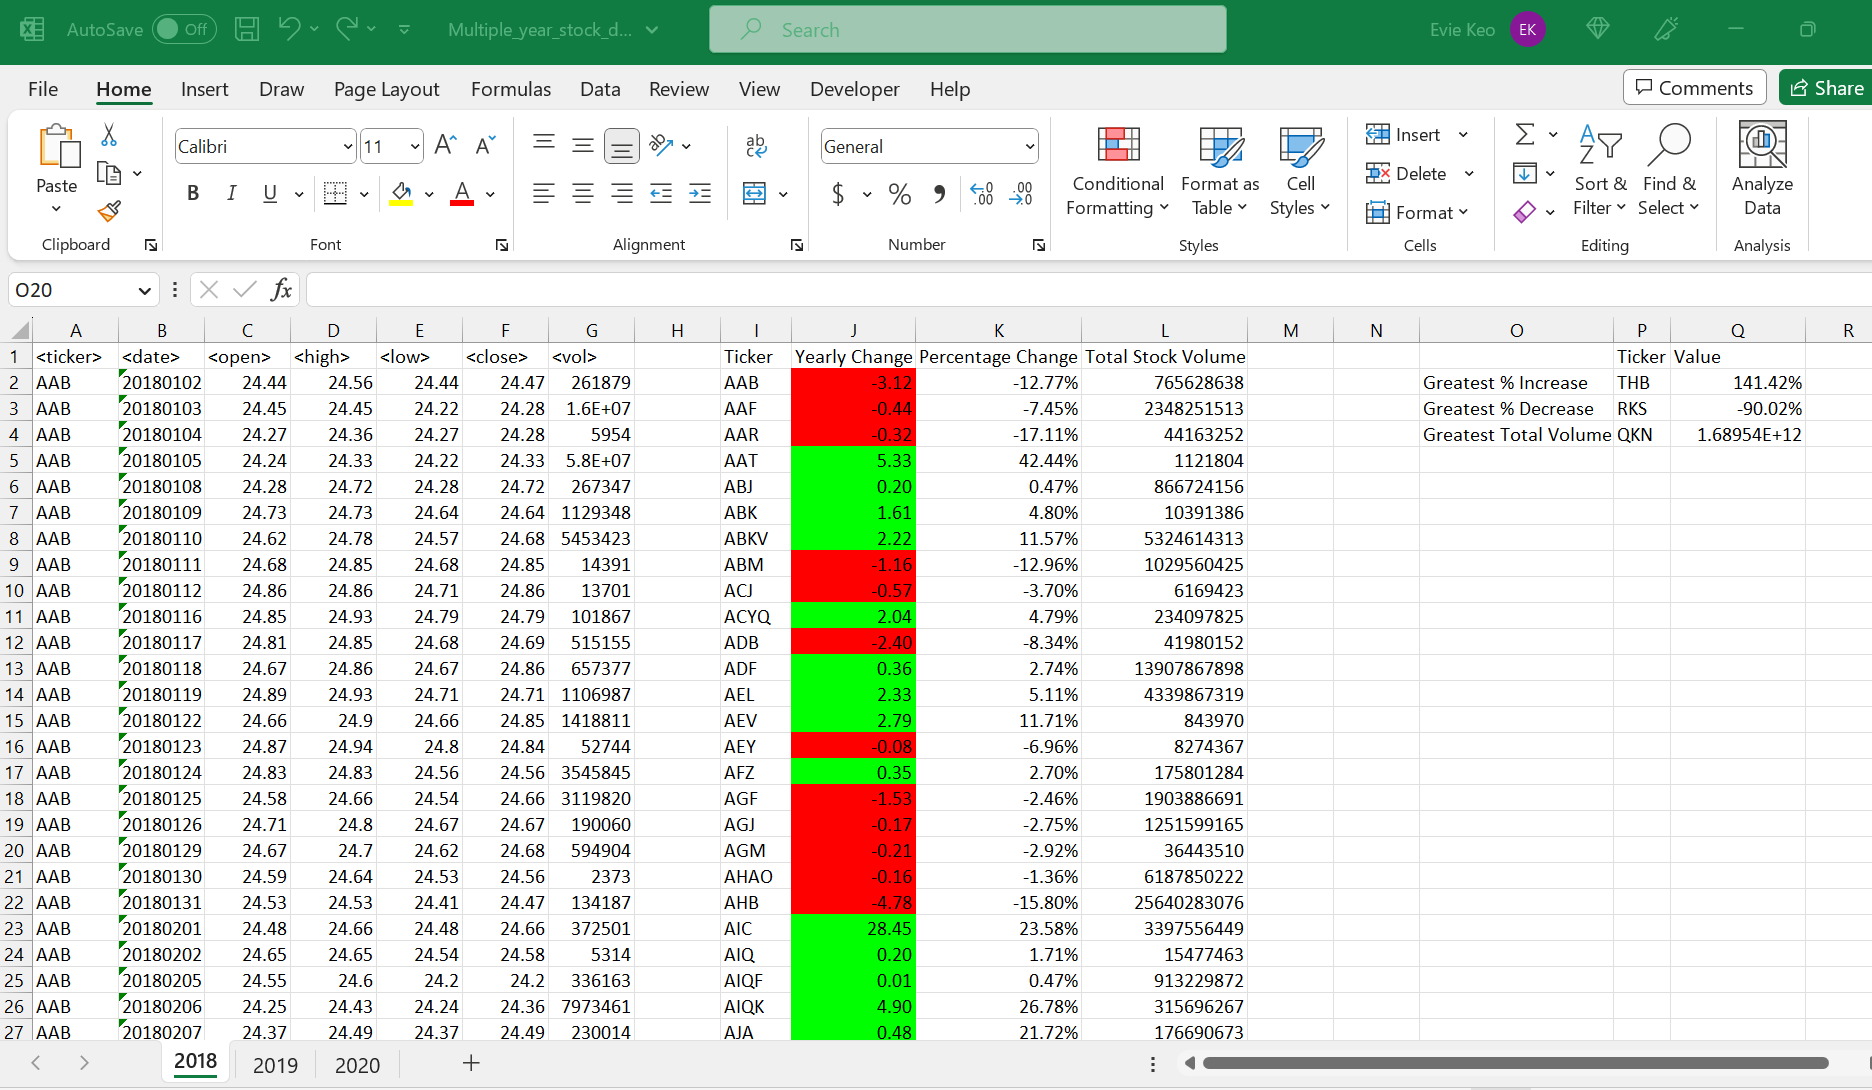 AutoSave Off Multiple_year_stock_d... Search Evie Keo EK
File Home Insert Draw Page Layout Formulas Data Review View Developer Help Comments Share
Paste
Clipboard
Calibri 11 A A
B I U A
Font
ab
Alignment
General
$ % , .00 .00
Number
Conditional Formatting
Format as Table
Cell Styles
Styles
Insert
Delete
Format
Cells
Sort & Filter
Find & Select
Editing
Analyze Data
Analysis
O20 fx
A B C D E F G H I J K L M N O P Q R
1 <ticker> <date> <open> <high> <low> <close> <vol> Ticker Yearly Change Percentage Change Total Stock Volume Ticker Value
2 AAB 20180102 24.44 24.56 24.44 24.47 261879 AAB -3.12 -12.77% 765628638 Greatest % Increase THB 141.42%
3 AAB 20180103 24.45 24.45 24.22 24.28 1.6E+07 AAF -0.44 -7.45% 2348251513 Greatest % Decrease RKS -90.02%
4 AAB 20180104 24.27 24.36 24.27 24.28 5954 AAR -0.32 -17.11% 44163252 Greatest Total Volume QKN 1.68954E+12
5 AAB 20180105 24.24 24.33 24.22 24.33 5.8E+07 AAT 5.33 42.44% 1121804
6 AAB 20180108 24.28 24.72 24.28 24.72 267347 ABJ 0.20 0.47% 866724156
7 AAB 20180109 24.73 24.73 24.64 24.64 1129348 ABK 1.61 4.80% 10391386
8 AAB 20180110 24.62 24.78 24.57 24.68 5453423 ABKV 2.22 11.57% 5324614313
9 AAB 20180111 24.68 24.85 24.68 24.85 14391 ABM -1.16 -12.96% 1029560425
10 AAB 20180112 24.86 24.86 24.71 24.86 13701 ACJ -0.57 -3.70% 6169423
11 AAB 20180116 24.85 24.93 24.79 24.79 101867 ACYQ 2.04 4.79% 234097825
12 AAB 20180117 24.81 24.85 24.68 24.69 515155 ADB -2.40 -8.34% 41980152
13 AAB 20180118 24.67 24.86 24.67 24.86 657377 ADF 0.36 2.74% 13907867898
14 AAB 20180119 24.89 24.93 24.71 24.71 1106987 AEL 2.33 5.11% 4339867319
15 AAB 20180122 24.66 24.9 24.66 24.85 1418811 AEV 2.79 11.71% 843970
16 AAB 20180123 24.87 24.94 24.8 24.84 52744 AEY -0.08 -6.96% 8274367
17 AAB 20180124 24.83 24.83 24.56 24.56 3545845 AFZ 0.35 2.70% 175801284
18 AAB 20180125 24.58 24.66 24.54 24.66 3119820 AGF -1.53 -2.46% 1903886691
19 AAB 20180126 24.71 24.8 24.67 24.67 190060 AGJ -0.17 -2.75% 1251599165
20 AAB 20180129 24.67 24.7 24.62 24.68 594904 AGM -0.21 -2.92% 36443510
21 AAB 20180130 24.59 24.64 24.53 24.56 2373 AHAO -0.16 -1.36% 6187850222
22 AAB 20180131 24.53 24.53 24.41 24.47 134187 AHB -4.78 -15.80% 25640283076
23 AAB 20180201 24.48 24.66 24.48 24.66 372501 AIC 28.45 23.58% 3397556449
24 AAB 20180202 24.65 24.65 24.54 24.58 5314 AIQ 0.20 1.71% 15477463
25 AAB 20180205 24.55 24.6 24.2 24.2 336163 AIQF 0.01 0.47% 913229872
26 AAB 20180206 24.25 24.43 24.24 24.36 7973461 AIQK 4.90 26.78% 315696267
27 AAB 20180207 24.37 24.49 24.37 24.49 230014 AJA 0.48 21.72% 176690673
2018 2019 2020